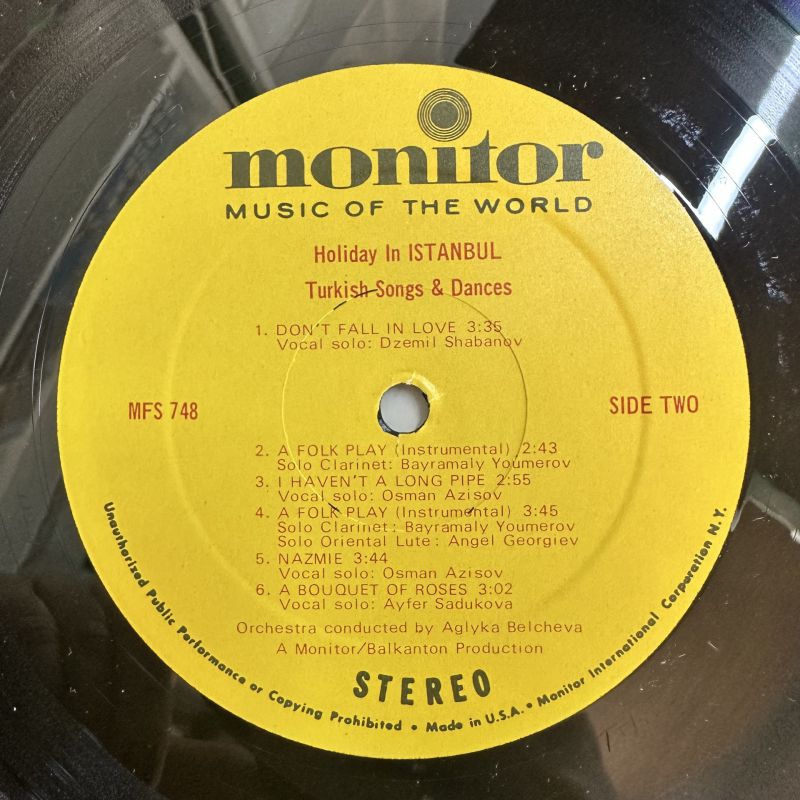 monitor
MUSIC OF THE WORLD
Holiday In ISTANBUL
Turkish Songs & Dances
1. DON'T FALL IN LOVE 3:35
Vocal solo: Dzemil Shabanov
MFS 748
SIDE TWO
2. A FOLK PLAY (Instrumental) 2:43
Solo Clarinet: Bayramaly Youmerov
3. I HAVEN'T A LONG PIPE 2:55
Vocal solo: Osman Azisov
4. A FOLK PLAY (Instrumental) 3:45
Solo Clarinet: Bayramaly Youmerov
Solo Oriental Lute: Angel Georgiev
5. NAZMIE 3:44
Vocal solo: Osman Azisov
6. A BOUQUET OF ROSES 3:02
Vocal solo: Ayfer Sadukova
Orchestra conducted by Aglyka Belcheva
A Monitor/Balkanton Production
STEREO
Unauthorized Public Performance or Copying Prohibited • Made in U.S.A. • Monitor International Corporation N.Y.